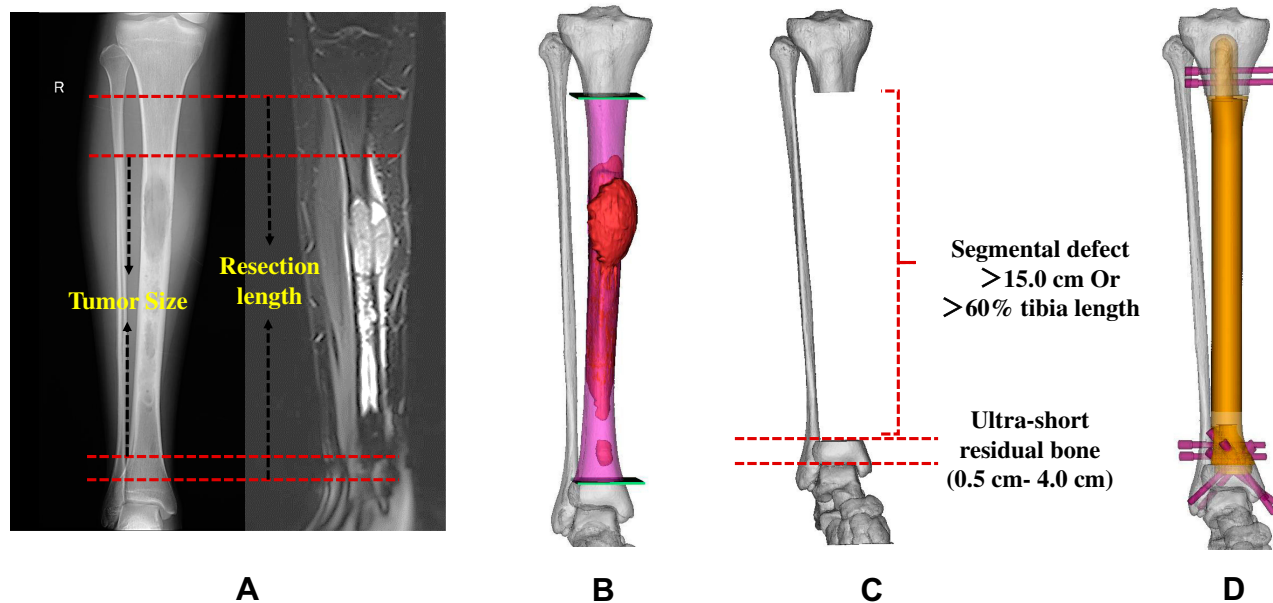 R
Tumor Size
Resection
length
Segmental defect
＞15.0 cm Or
＞60% tibia length
Ultra-short
residual bone
(0.5 cm- 4.0 cm)
A
B
C
D